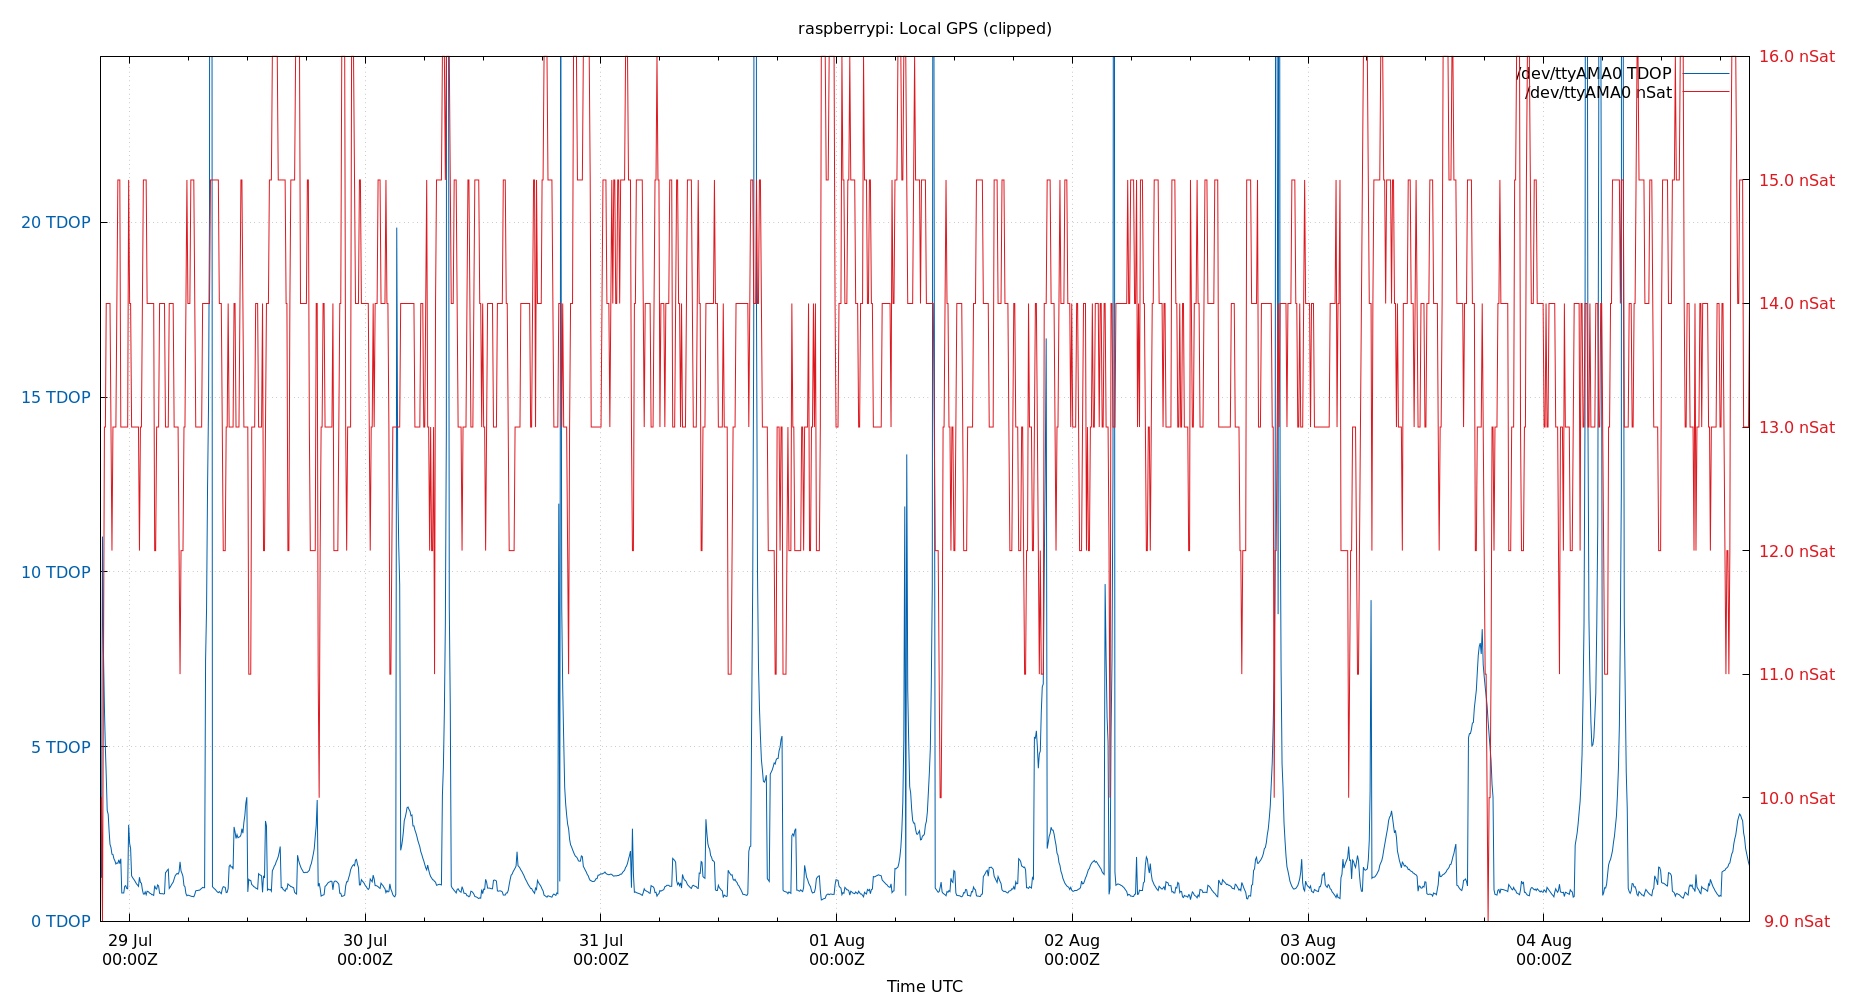 raspberrypi: Local GPS (clipped)
/dev/ttyAMA0 TDOP
/dev/ttyAMA0 nSat
20 TDOP
15 TDOP
10 TDOP
5 TDOP
0 TDOP
16.0 nSat
15.0 nSat
14.0 nSat
13.0 nSat
12.0 nSat
11.0 nSat
10.0 nSat
9.0 nSat
29 Jul
00:00Z
30 Jul
00:00Z
31 Jul
00:00Z
01 Aug
00:00Z
02 Aug
00:00Z
03 Aug
00:00Z
04 Aug
00:00Z
Time UTC